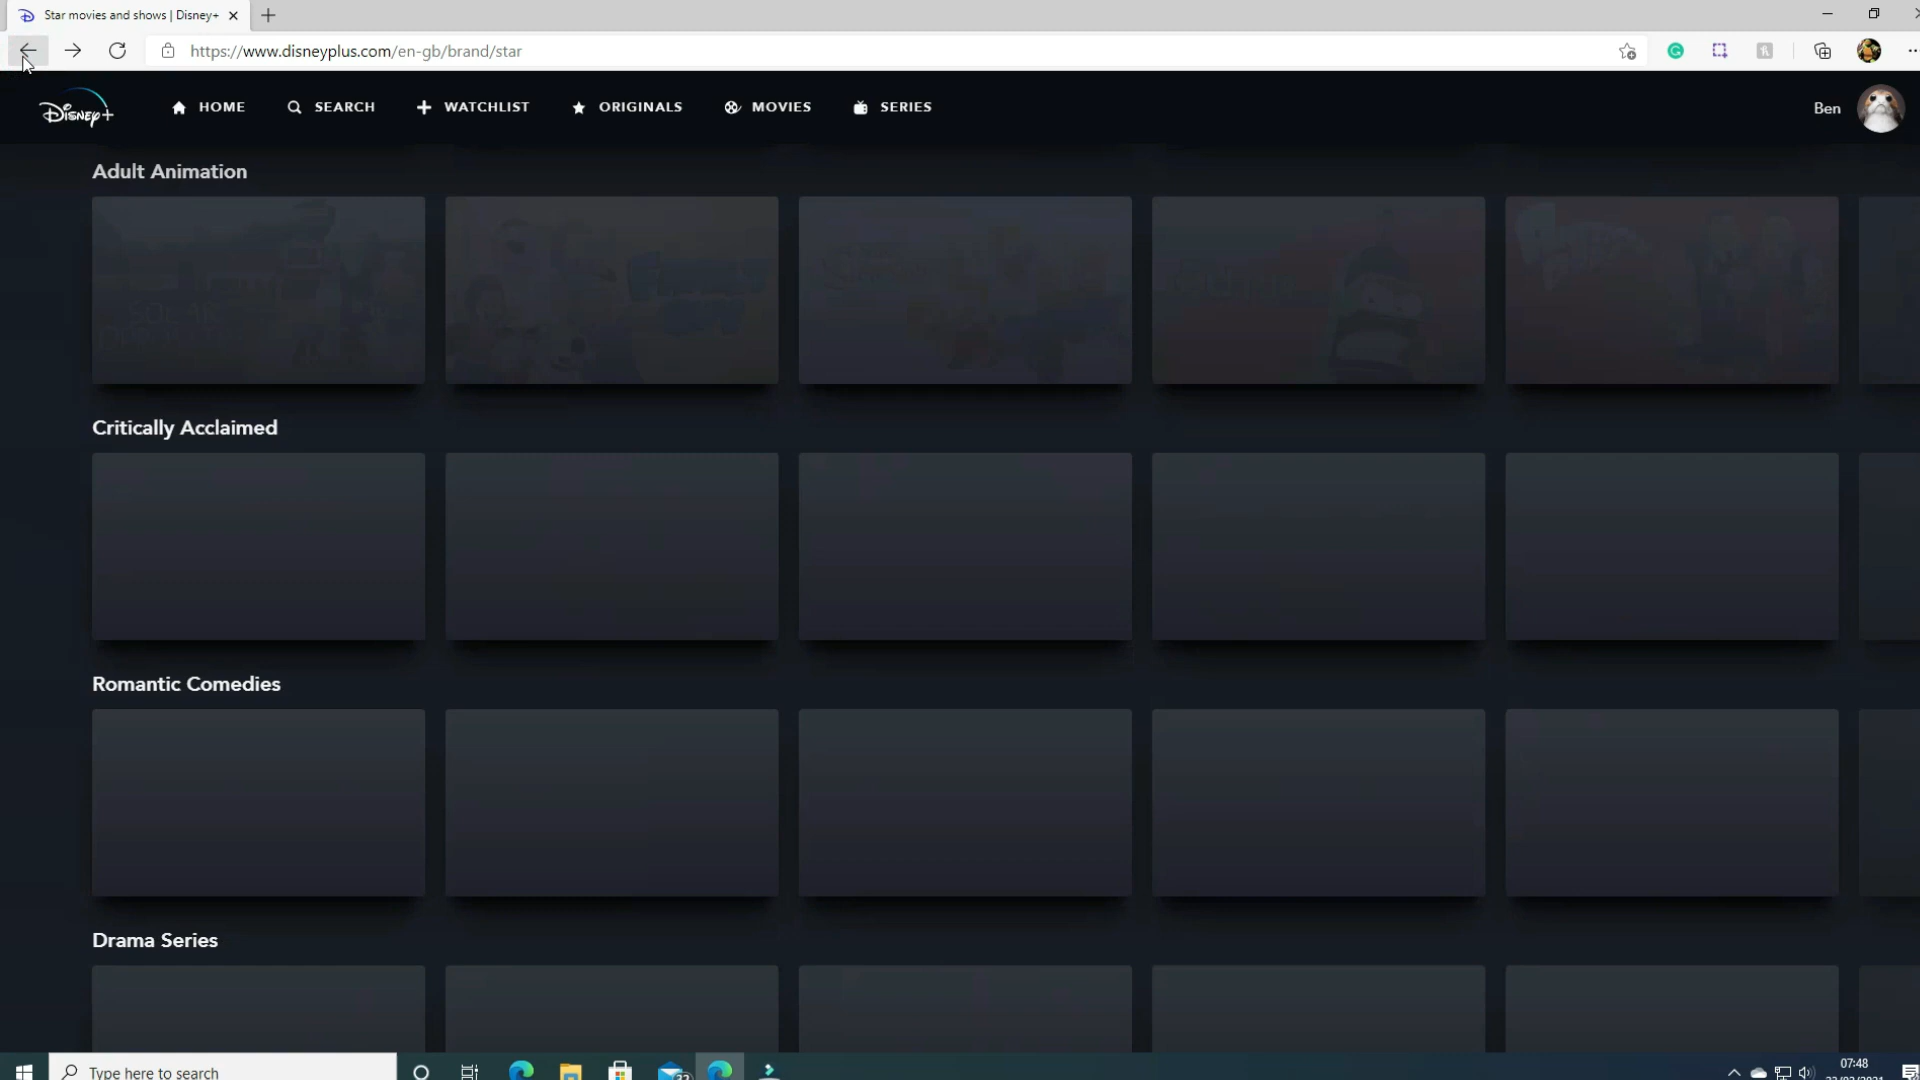 Star movies and shows | Disney+
https://www.disneyplus.com/en-gb/brand/star
Disney+
HOME
SEARCH
WATCHLIST
ORIGINALS
MOVIES
SERIES
Ben
Adult Animation
Critically Acclaimed
Romantic Comedies
Drama Series
Type here to search
07:48